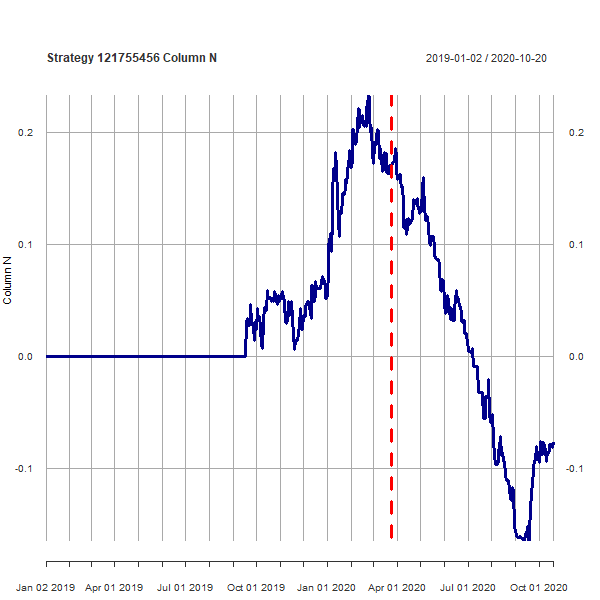 Strategy 121755456 Column N 2019-01-02 / 2020-10-20
0.2 0.2
0.1 0.1
Column N
0.0 0.0
-0.1 -0.1
Jan 02 2019 Apr 01 2019 Jul 01 2019 Oct 01 2019 Jan 01 2020 Apr 01 2020 Jul 01 2020 Oct 01 2020